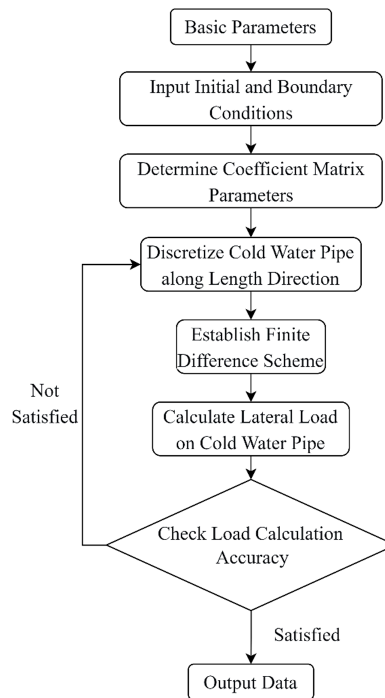 Basic Parameters
Input Initial and Boundary
Conditions
Determine Coefficient Matrix
Parameters
Discretize Cold Water Pipe
along Length Direction
Establish Finite
Difference Scheme
Not
Satisfied
Calculate Lateral Load
on Cold Water Pipe
Check Load Calculation
Accuracy
Satisfied
Output Data